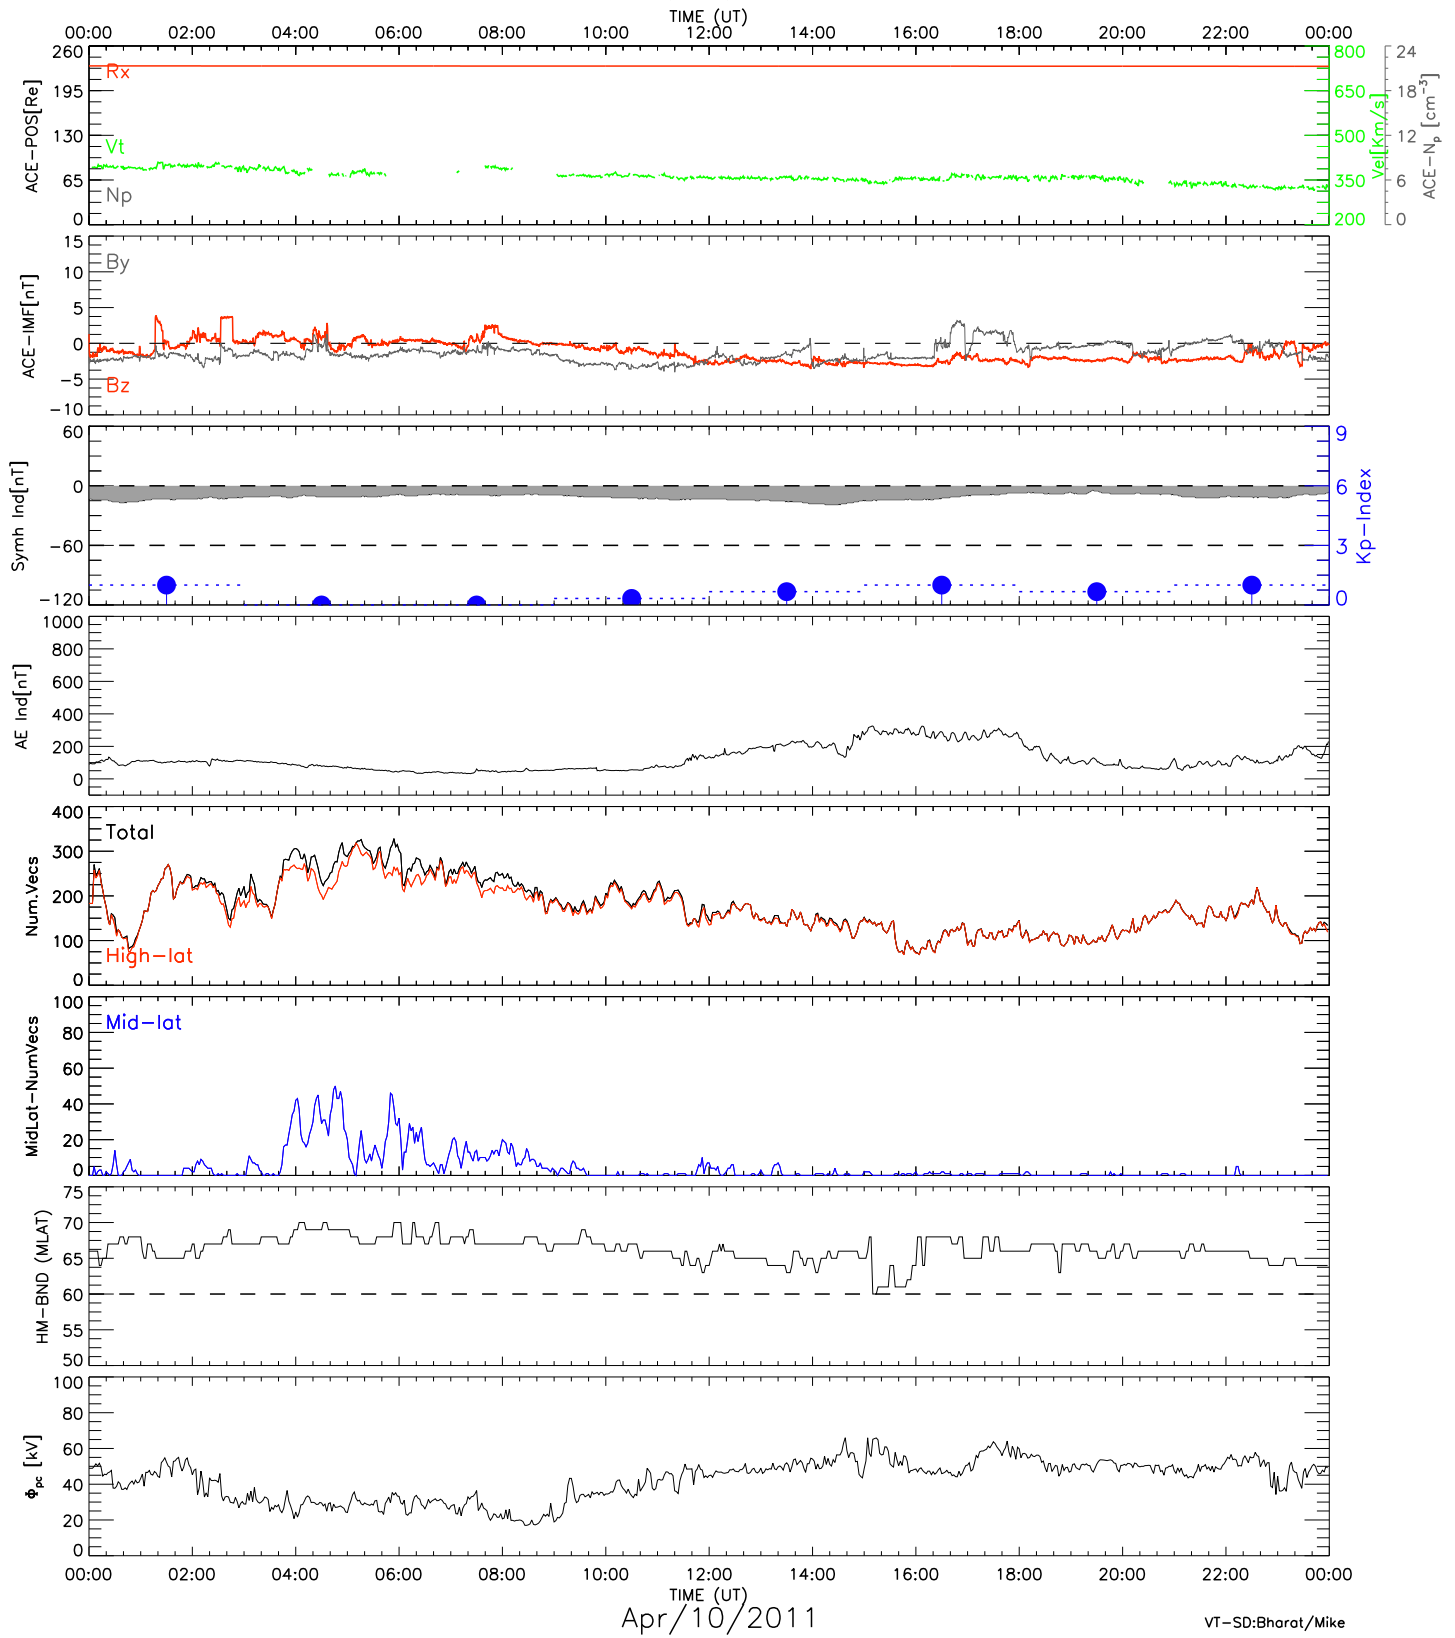 TIME (UT)
00:00 02:00 04:00 06:00 08:00 10:00 12:00 14:00 16:00 18:00 20:00 22:00 00:00
ACE-POS[Re]
260
195
130
65
0
Rx
Vt
Np
800
650
500
350
200
Vel[Km/s]
24
18
12
6
0
ACE-Np [cm-3]
ACE-IMF[nT]
15
10
5
0
-5
-10
By
Bz
Symh Ind[nT]
60
0
-60
-120
9
6
3
0
Kp-Index
AE Ind[nT]
1000
800
600
400
200
0
Num.Vecs
400
300
200
100
0
Total
High-lat
MidLat-NumVecs
100
80
60
40
20
0
Mid-lat
HM-BND (MLAT)
75
70
65
60
55
50
Φpc [kV]
100
80
60
40
20
0
00:00 02:00 04:00 06:00 08:00 10:00 12:00 14:00 16:00 18:00 20:00 22:00 00:00
TIME (UT)
Apr/10/2011
VT-SD:Bharat/Mike